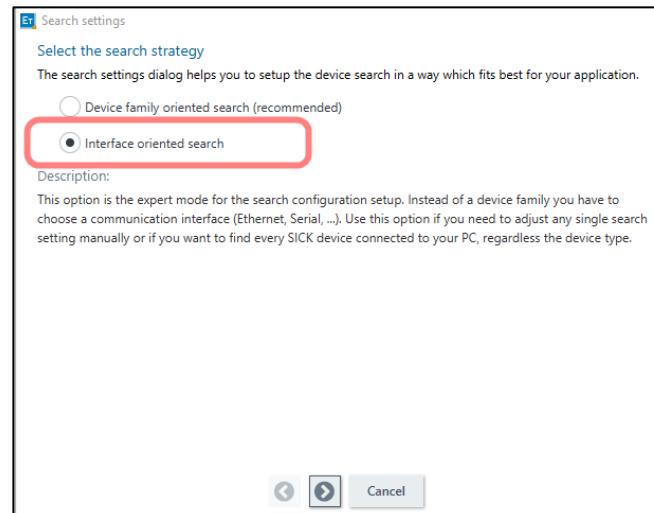 ET Search settings
Select the search strategy
The search settings dialog helps you to setup the device search in a way which fits best for your application.
Device family oriented search (recommended)
Interface oriented search
Description:
This option is the expert mode for the search configuration setup. Instead of a device family you have to
choose a communication interface (Ethernet, Serial, ...). Use this option if you need to adjust any single search
setting manually or if you want to find every SICK device connected to your PC, regardless the device type.
Cancel